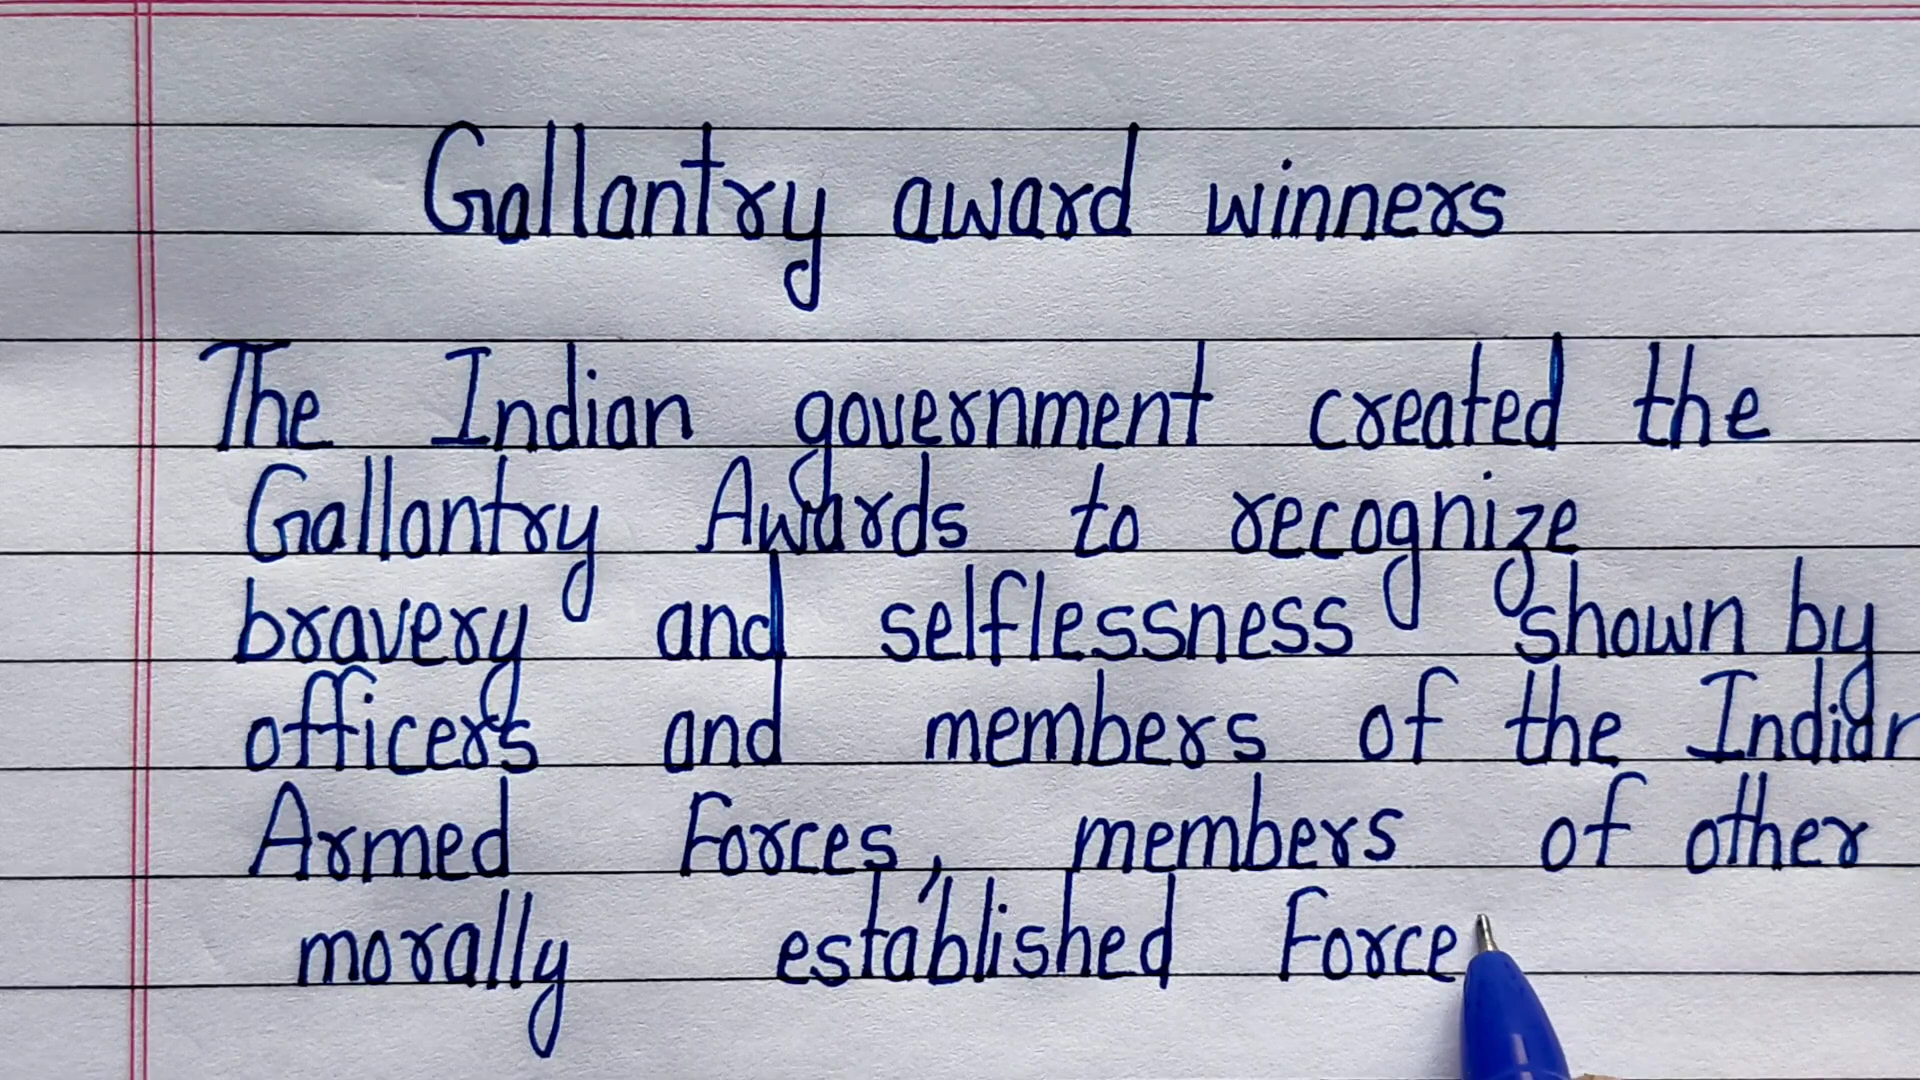 Gallantry award winners
The Indian government created the
Gallantry Awards to recognize
bravery and selflessness shown by
officers and members of the Indian
Armed Forces, members of other
morally established Force